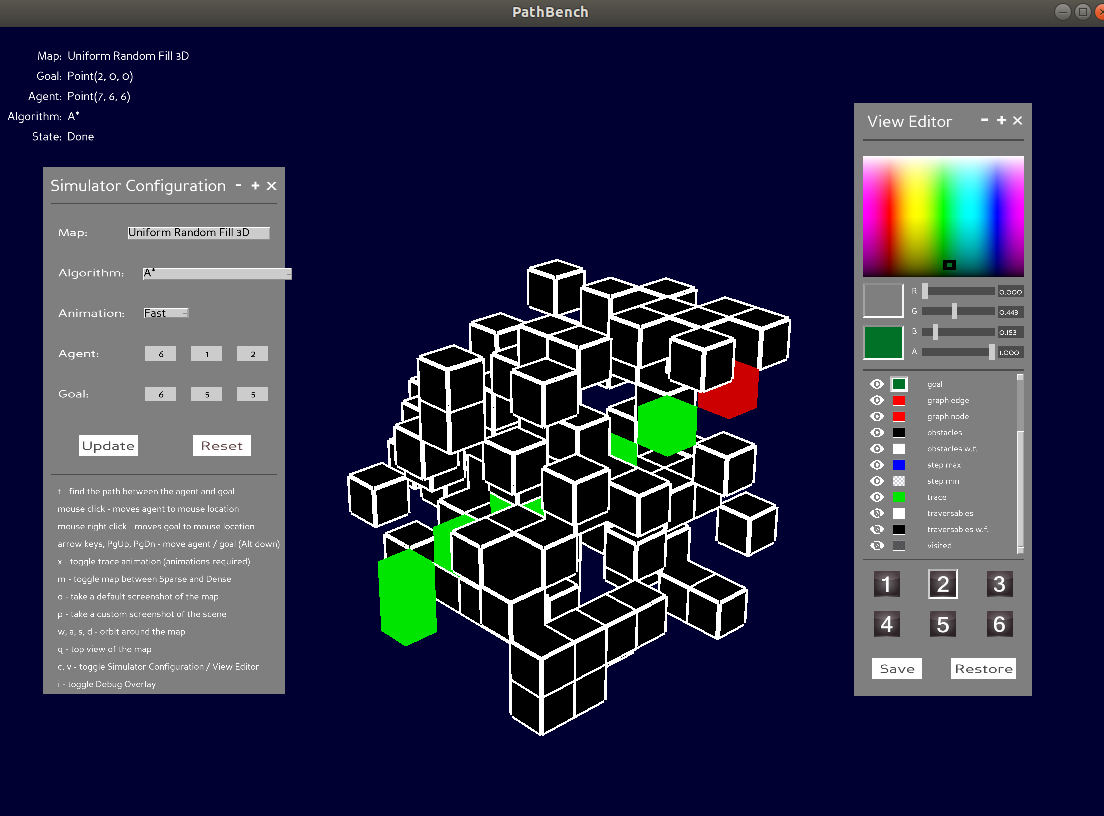 PathBench
Map: Uniform Random Fill 3D
Goal: Point(2, 0, 0)
Agent: Point(7, 6, 6)
Algorithm: A*
State: Done
Simulator Configuration - + ×
Map: Uniform Random Fill 3D
Algorithm: A*
Animation: Fast
Agent: 6 1 2
Goal: 6 5 5
Update Reset
t - find the path between the agent and goal
mouse click - moves agent to mouse location
mouse right click - moves goal to mouse location
arrow keys, PgUp, PgDn - move agent / goal (Alt down)
x - toggle trace animation (animations required)
m - toggle map between Sparse and Dense
o - take a default screenshot of the map
p - take a custom screenshot of the scene
w, a, s, d - orbit around the map
q - top view of the map
c, v - toggle Simulator Configuration / View Editor
i - toggle Debug Overlay
View Editor - + ×
R 0.000
G 0.449
B 0.153
A 1.000
goal
graph edge
graph node
obstacles
obstacles w.f.
step max
step min
trace
traversables
traversables w.f.
visited
1 2 3
4 5 6
Save Restore